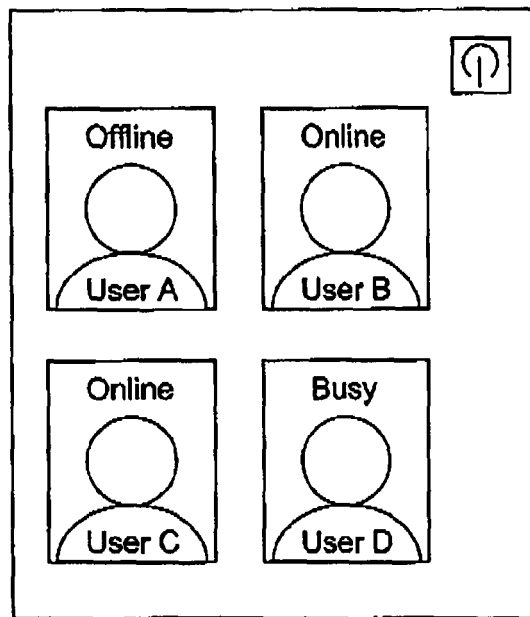 Offline
Online
User A
User B
Online
Busy
User C
User D